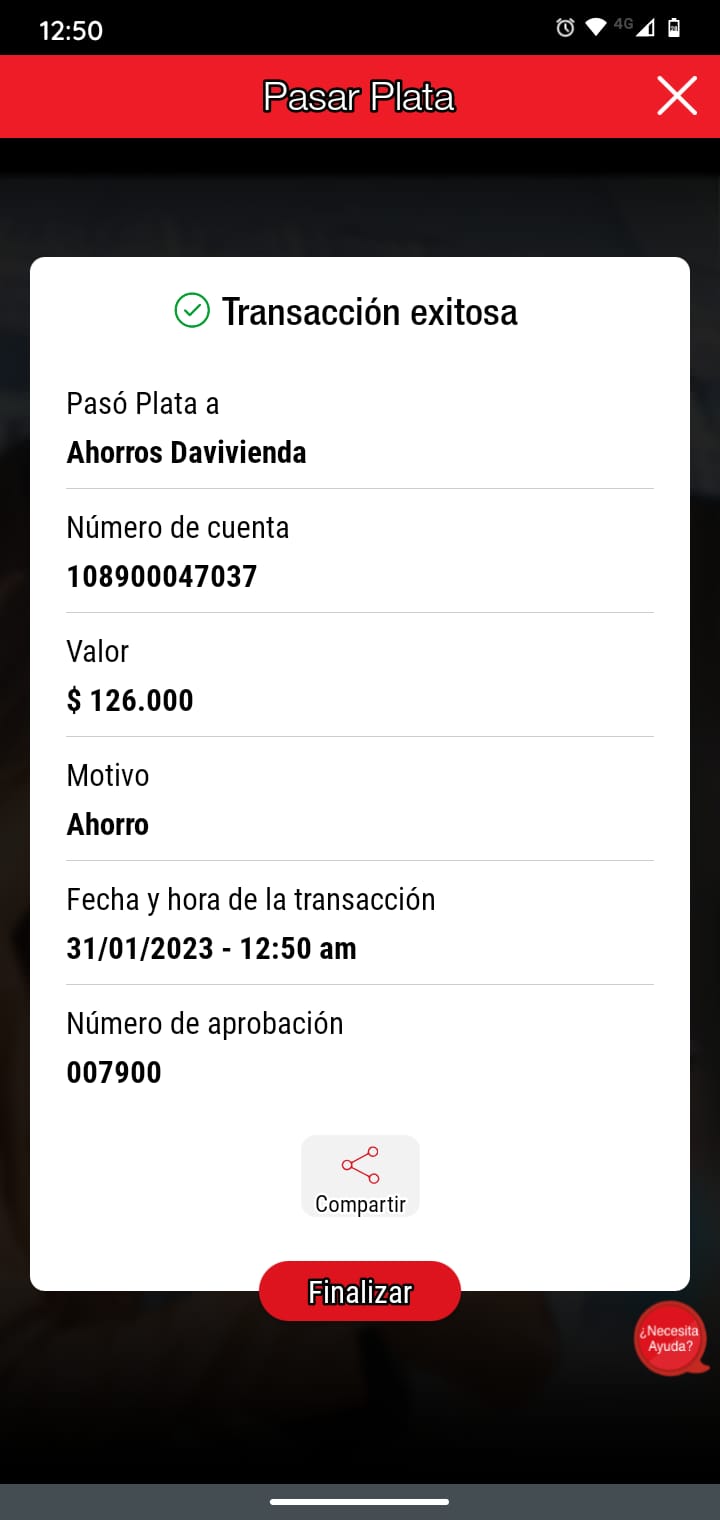 12:50
4G
Pasar Plata
Transacción exitosa
Pasó Plata a
Ahorros Davivienda
Número de cuenta
108900047037
Valor
$ 126.000
Motivo
Ahorro
Fecha y hora de la transacción
31/01/2023 - 12:50 am
Número de aprobación
007900
Compartir
Finalizar
¿Necesita
Ayuda?